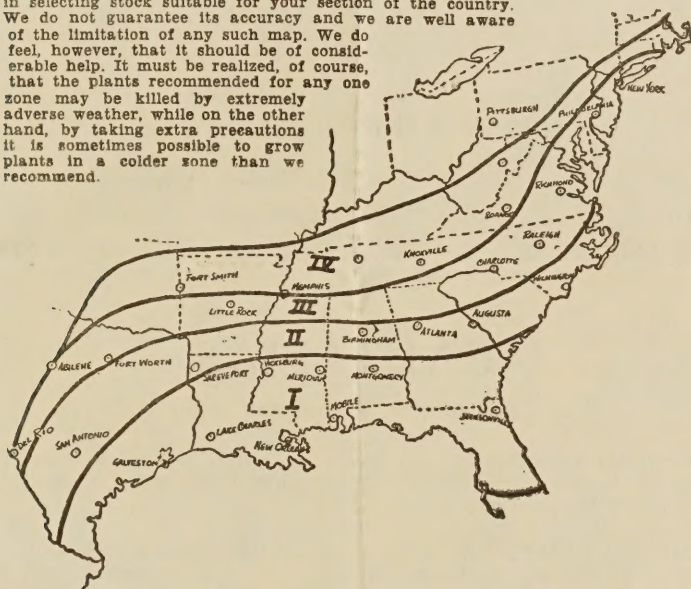 in selecting stock suitable for your section of the country.
We do not guarantee its accuracy and we are well aware
of the limitation of any such map. We do
feel, however, that it should be of consid-
erable help. It must be realized, of course,
that the plants recommended for any one
zone may be killed by extremely
adverse weather, while on the other
hand, by taking extra precautions
it is sometimes possible to grow
plants in a colder zone than we
recommend.
NEW YORK
PITTSBURGH
PHILADELPHIA
RICHMOND
ROANOKE
RALEIGH
IV
KNOXVILLE
CHARLOTTE
WILMINGTON
FORT SMITH
MEMPHIS
LITTLE ROCK
III
II
BIRMINGHAM
ATLANTA
AUGUSTA
ABILENE
FORT WORTH
SHREVEPORT
VICKSBURG
MERIDIAN
MONTGOMERY
I
MOBILE
JACKSONVILLE
DEL RIO
SAN ANTONIO
LAKE CHARLES
NEW ORLEANS
GALVESTON